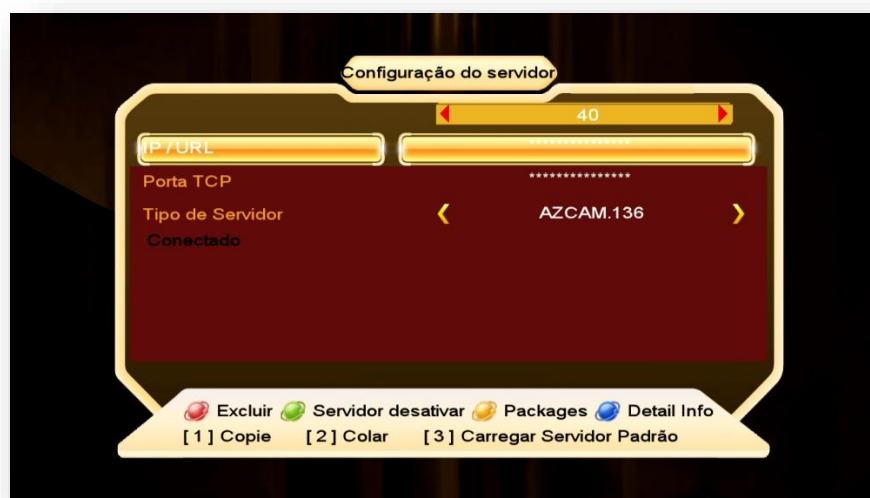 Configuração do servidor
40
IP / URL ***************
Porta TCP ***************
Tipo de Servidor AZCAM.136
Conectado
Excluir Servidor desativar Packages Detail Info
[ 1 ] Copie [ 2 ] Colar [ 3 ] Carregar Servidor Padrão